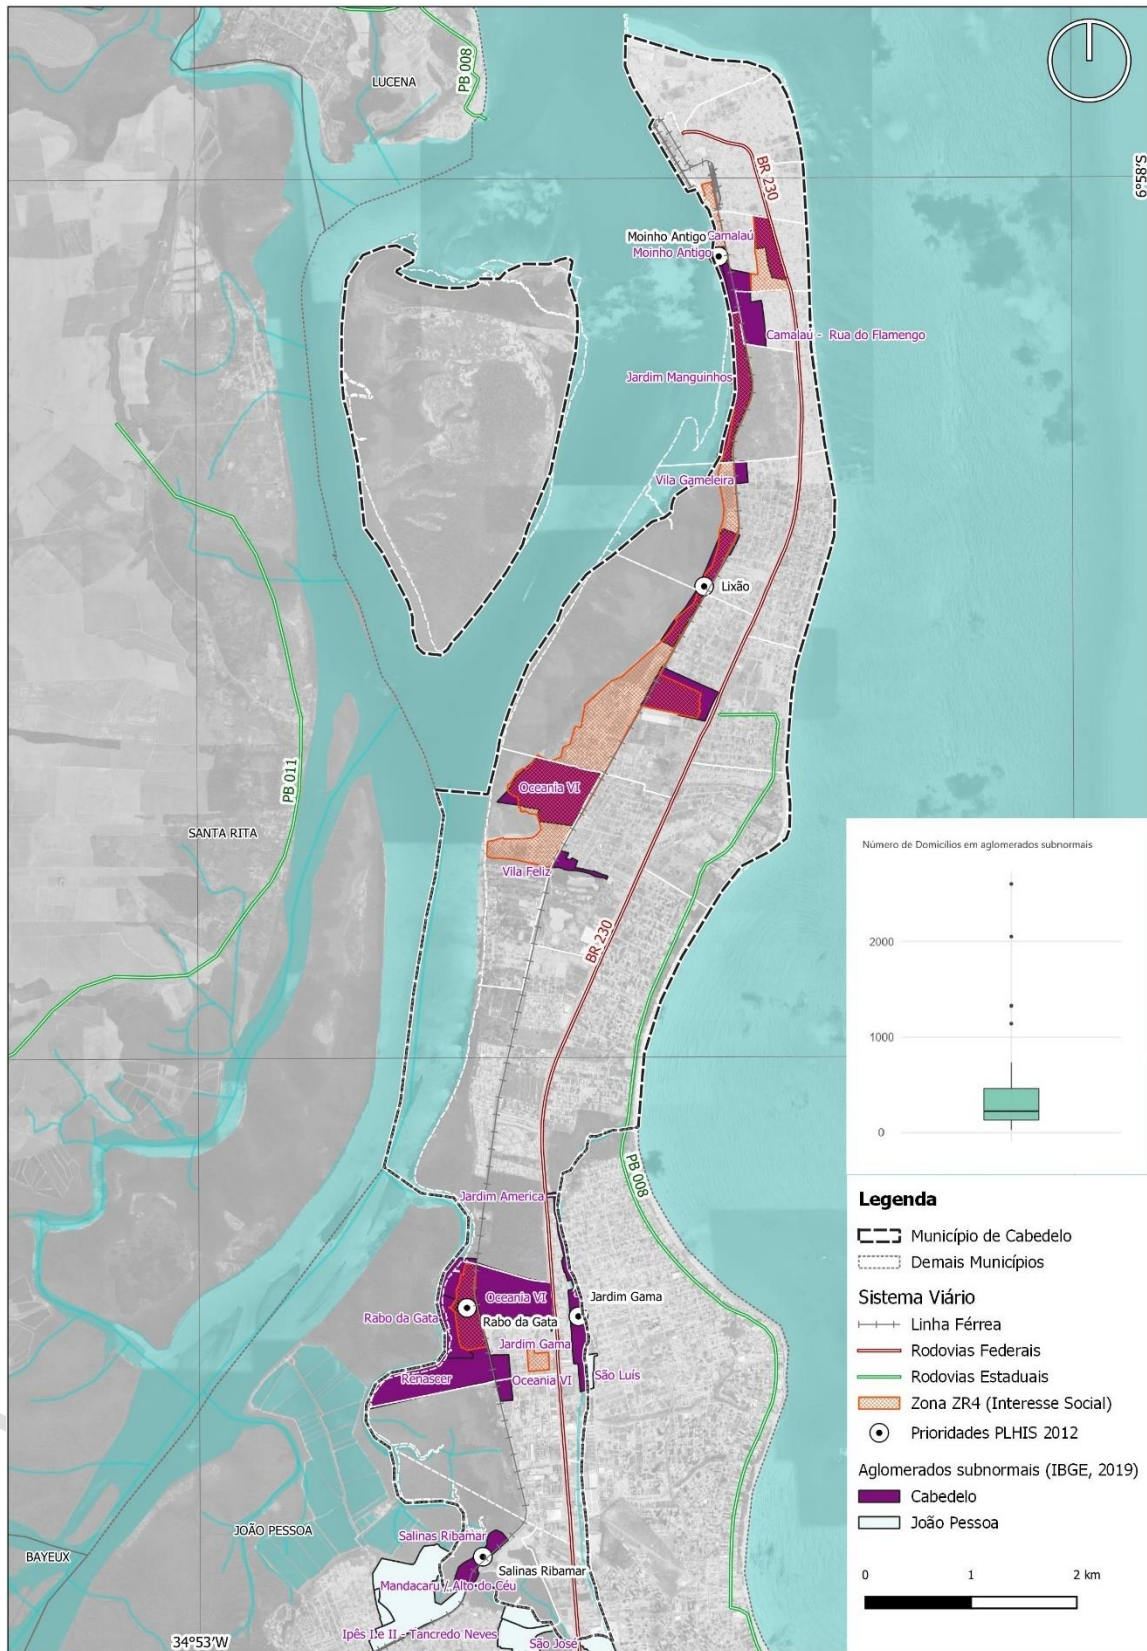 PB 008
LUCENA
6°58'S
BR 230
Moinho Antigo
Camalaú
Moinho Antigo
Camalaú - Rua do Flamengo
Jardim Manguinhos
Vila Gameleira
Lixão
PB 011
Oceania VI
SANTA RITA
Vila Feliz
BR 230
Número de Domicílios em aglomerados subnormais
2000
1000
0
PB 008
Jardim America
Oceania VI
Jardim Gama
Rabo da Gata
Rabo da Gata
Jardim Gama
Renascer
Oceania VI
São Luís
Legenda
Município de Cabedelo
Demais Municípios
Sistema Viário
Linha Férrea
Rodovias Federais
Rodovias Estaduais
Zona ZR4 (Interesse Social)
Prioridades PLHIS 2012
Aglomerados subnormais (IBGE, 2019)
Cabedelo
João Pessoa
JOÃO PESSOA
Salinas Ribamar
BAYEUX
Salinas Ribamar
Mandacaru / Alto do Céu
0 1 2 km
Ipês I e II - Tancredo Neves
34°53'W
São José